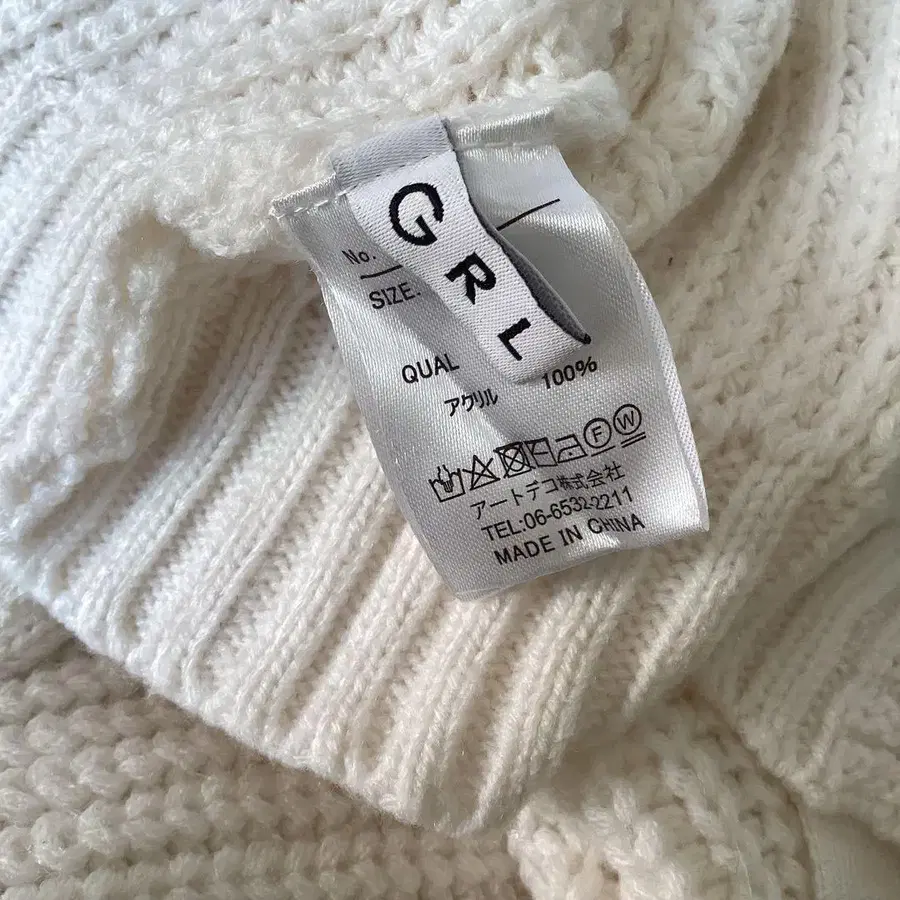 GRL
No.
SIZE.
QUAL
アクリル 100%
F W
アートデコ株式会社
TEL:06-6532-2211
MADE IN CHINA